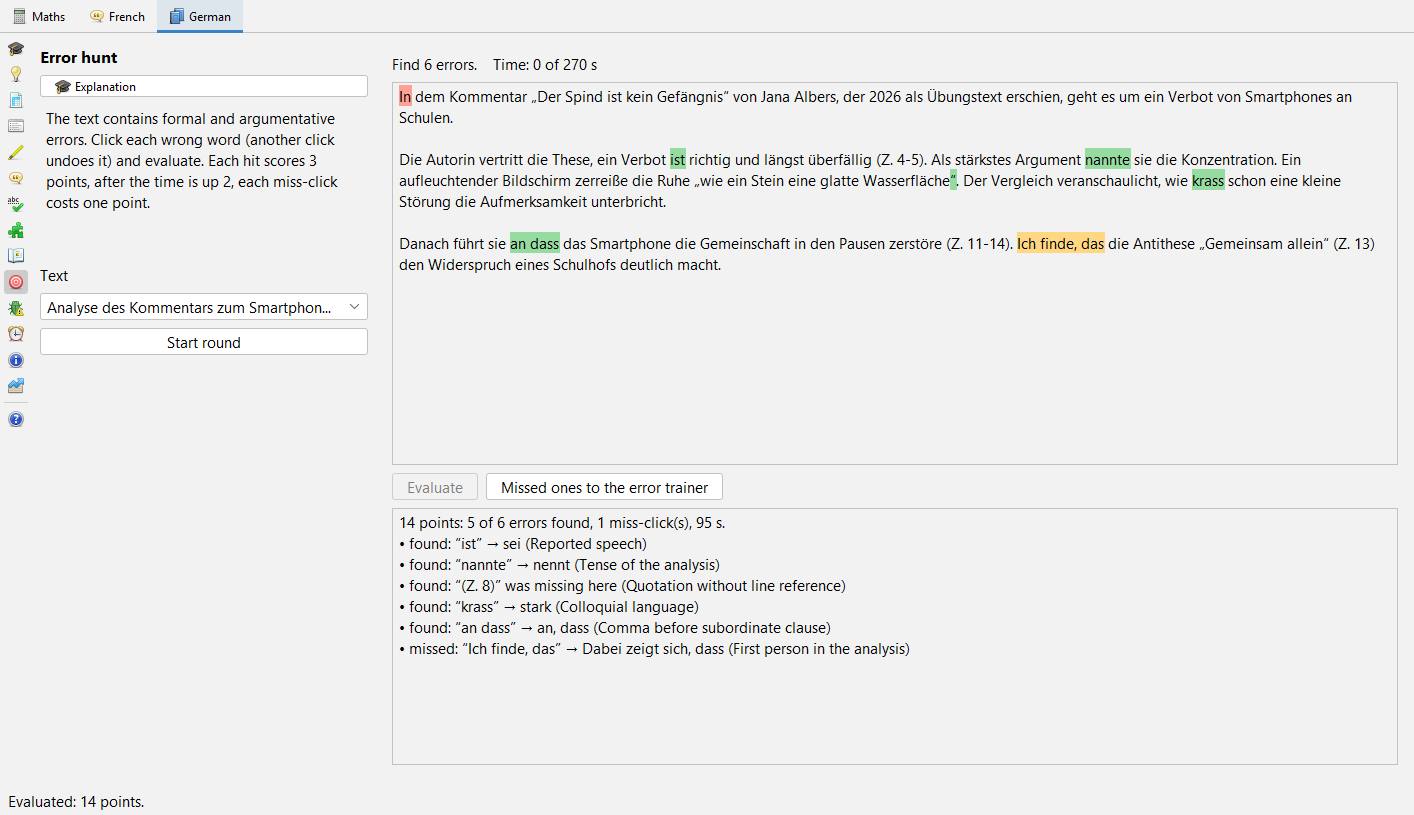 Maths French German
Error hunt
Explanation
The text contains formal and argumentative
errors. Click each wrong word (another click
undoes it) and evaluate. Each hit scores 3
points, after the time is up 2, each miss-click
costs one point.
Text
Analyse des Kommentars zum Smartphon...
Start round
Find 6 errors. Time: 0 of 270 s
In dem Kommentar „Der Spind ist kein Gefängnis“ von Jana Albers, der 2026 als Übungstext erschien, geht es um ein Verbot von Smartphones an
Schulen.
Die Autorin vertritt die These, ein Verbot ist richtig und längst überfällig (Z. 4-5). Als stärkstes Argument nannte sie die Konzentration. Ein
aufleuchtender Bildschirm zerreiße die Ruhe „wie ein Stein eine glatte Wasserfläche“. Der Vergleich veranschaulicht, wie krass schon eine kleine
Störung die Aufmerksamkeit unterbricht.
Danach führt sie an dass das Smartphone die Gemeinschaft in den Pausen zerstöre (Z. 11-14). Ich finde, das die Antithese „Gemeinsam allein“ (Z. 13)
den Widerspruch eines Schulhofs deutlich macht.
Evaluate Missed ones to the error trainer
14 points: 5 of 6 errors found, 1 miss-click(s), 95 s.
• found: “ist” → sei (Reported speech)
• found: “nannte” → nennt (Tense of the analysis)
• found: “(Z. 8)” was missing here (Quotation without line reference)
• found: “krass” → stark (Colloquial language)
• found: “an dass” → an, dass (Comma before subordinate clause)
• missed: “Ich finde, das” → Dabei zeigt sich, dass (First person in the analysis)
Evaluated: 14 points.